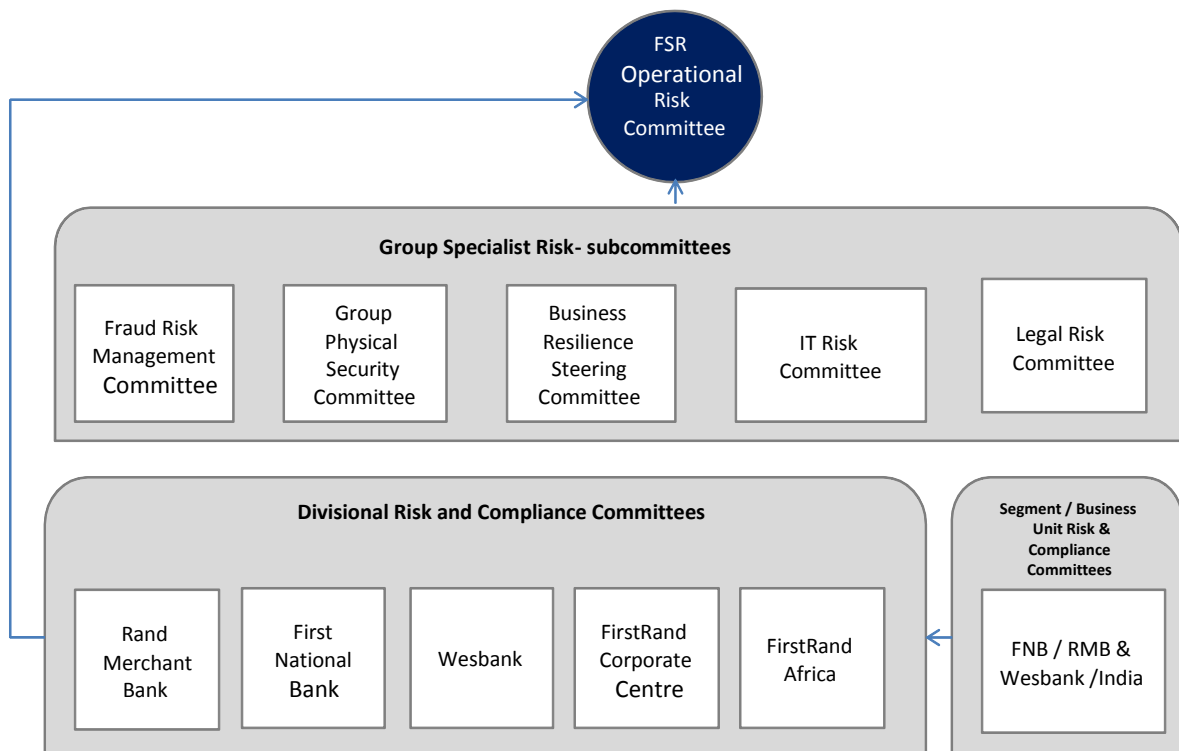 FSR
Operational
Risk
Committee
Group Specialist Risk- subcommittees
Fraud Risk
Management
Committee
Group
Physical
Security
Committee
Business
Resilience
Steering
Committee
IT Risk
Committee
Legal Risk
Committee
Divisional Risk and Compliance Committees
Rand
Merchant
Bank
First
National
Bank
Wesbank
FirstRand
Corporate
Centre
FirstRand
Africa
Segment / Business
Unit Risk &
Compliance
Committees
FNB / RMB &
Wesbank /India